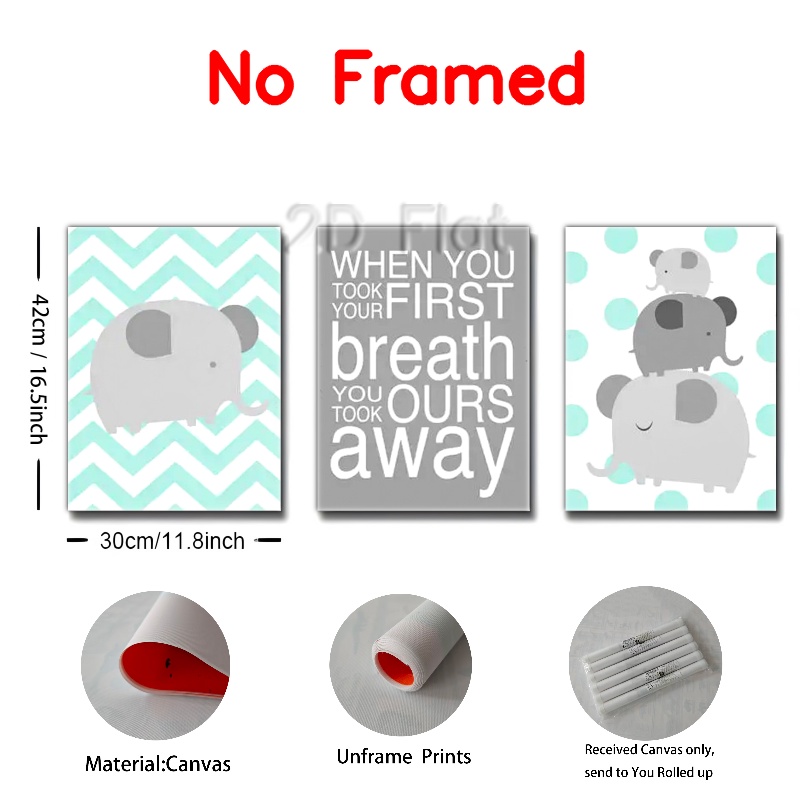 No Framed
2D Flat
WHEN YOU
TOOK
YOUR FIRST
breath
YOU
TOOK OURS
away
42cm / 16.5inch
30cm/11.8inch
Material:Canvas
Unframe Prints
Received Canvas only,
send to You Rolled up